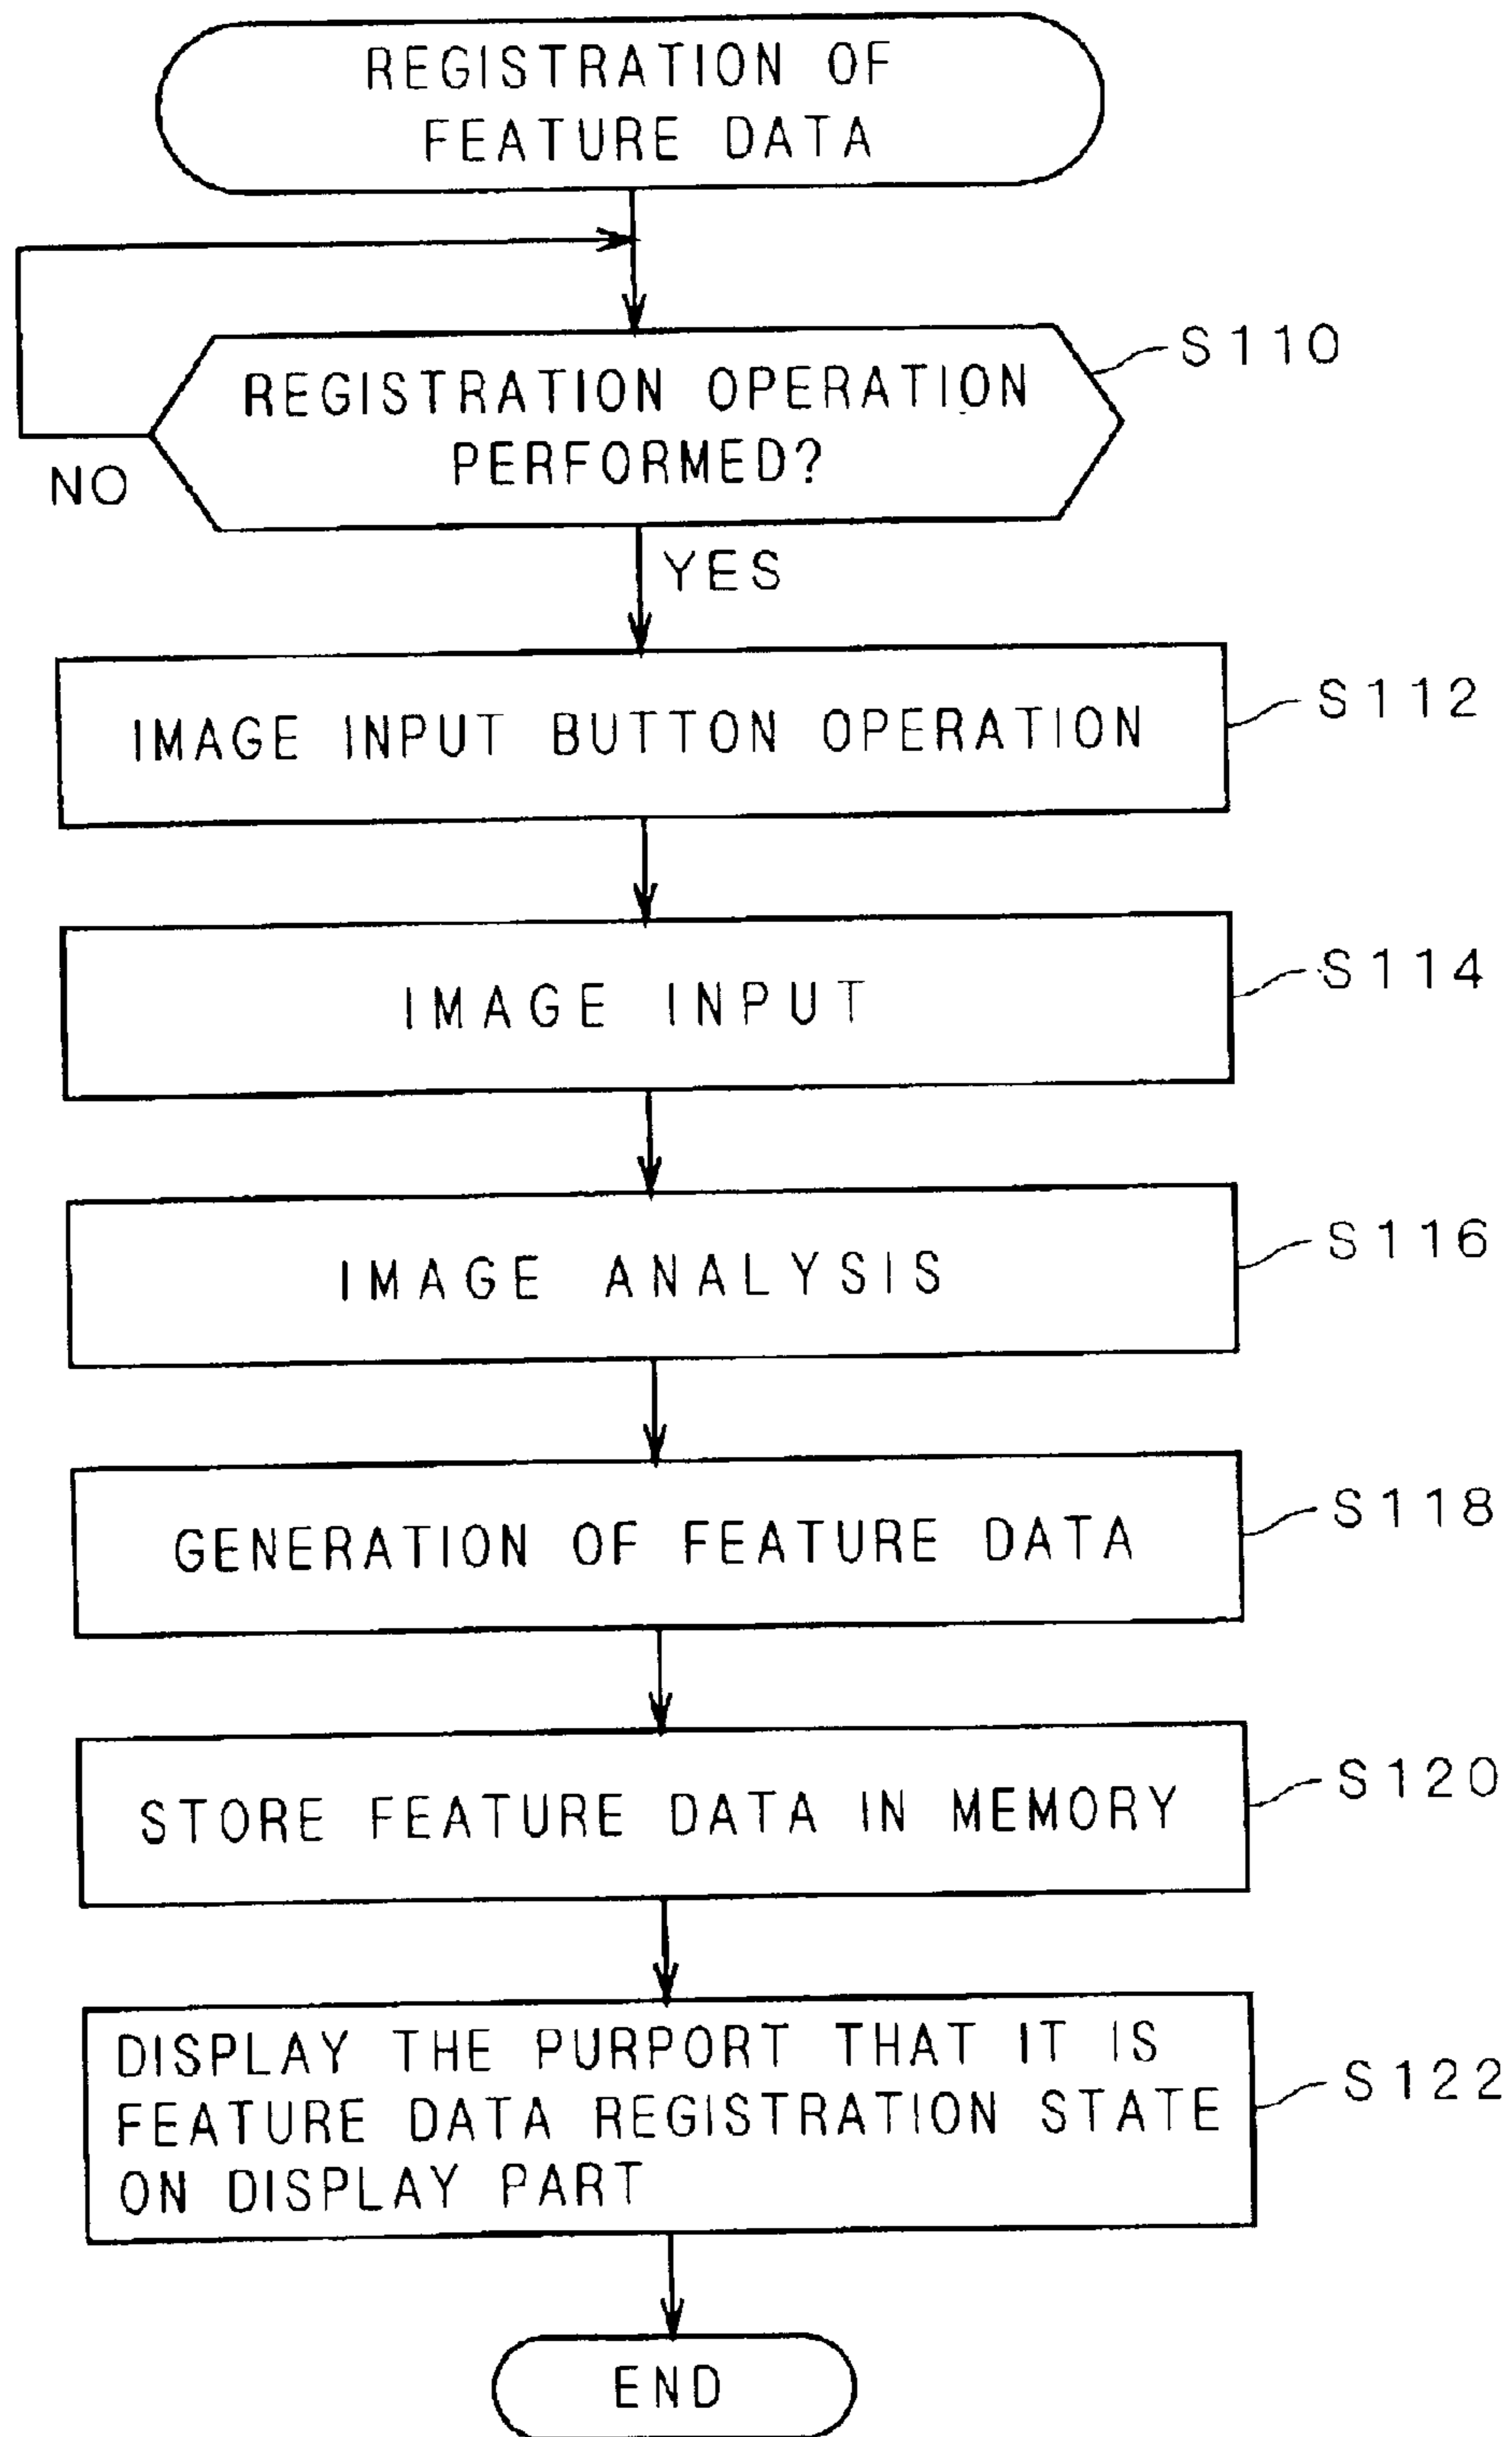 REGISTRATION OF
FEATURE DATA
REGISTRATION OPERATION
PERFORMED?
S110
NO
YES
IMAGE INPUT BUTTON OPERATION
S112
IMAGE INPUT
S114
IMAGE ANALYSIS
S116
GENERATION OF FEATURE DATA
S118
STORE FEATURE DATA IN MEMORY
S120
DISPLAY THE PURPORT THAT IT IS
FEATURE DATA REGISTRATION STATE
ON DISPLAY PART
S122
END